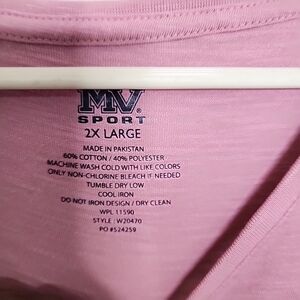 MV®
SPORT
2X LARGE
MADE IN PAKISTAN
60% COTTON / 40% POLYESTER
MACHINE WASH COLD WITH LIKE COLORS
ONLY NON-CHLORINE BLEACH IF NEEDED
TUMBLE DRY LOW
COOL IRON
DO NOT IRON DESIGN / DRY CLEAN
WPL 11590
STYLE : W20470
PO #524259